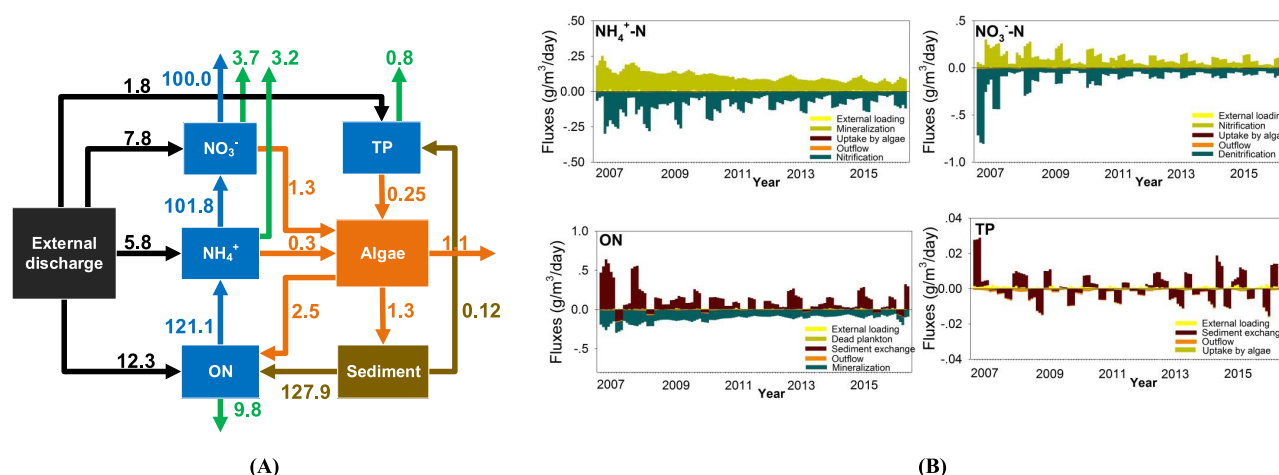 3.7
3.2
0.8
100.0
1.8
7.8
NO₃⁻
TP
101.8
1.3
0.25
External
discharge
5.8
NH₄⁺
0.3
Algae
1.1
121.1
2.5
1.3
0.12
12.3
ON
127.9
Sediment
9.8
(A)
NH₄⁺-N
Fluxes (g/m³/day)
.50
.25
0.00
-.25
-.50
External loading
Mineralization
Uptake by algae
Outflow
Nitrification
2007
2009
2011
2013
2015
Year
NO₃⁻-N
Fluxes (g/m³/day)
.5
0.0
-.5
-1.0
External loading
Nitrification
Uptake by algae
Outflow
Denitrification
2007
2009
2011
2013
2015
Year
ON
Fluxes (g/m³/day)
1.0
.5
0.0
-.5
External loading
Dead plankton
Sediment exchange
Outflow
Mineralization
2007
2009
2011
2013
2015
Year
TP
Fluxes (g/m³/day)
.04
.02
0.00
-.02
-.04
External loading
Sediment exchange
Outflow
Uptake by algae
2007
2009
2011
2013
2015
Year
(B)